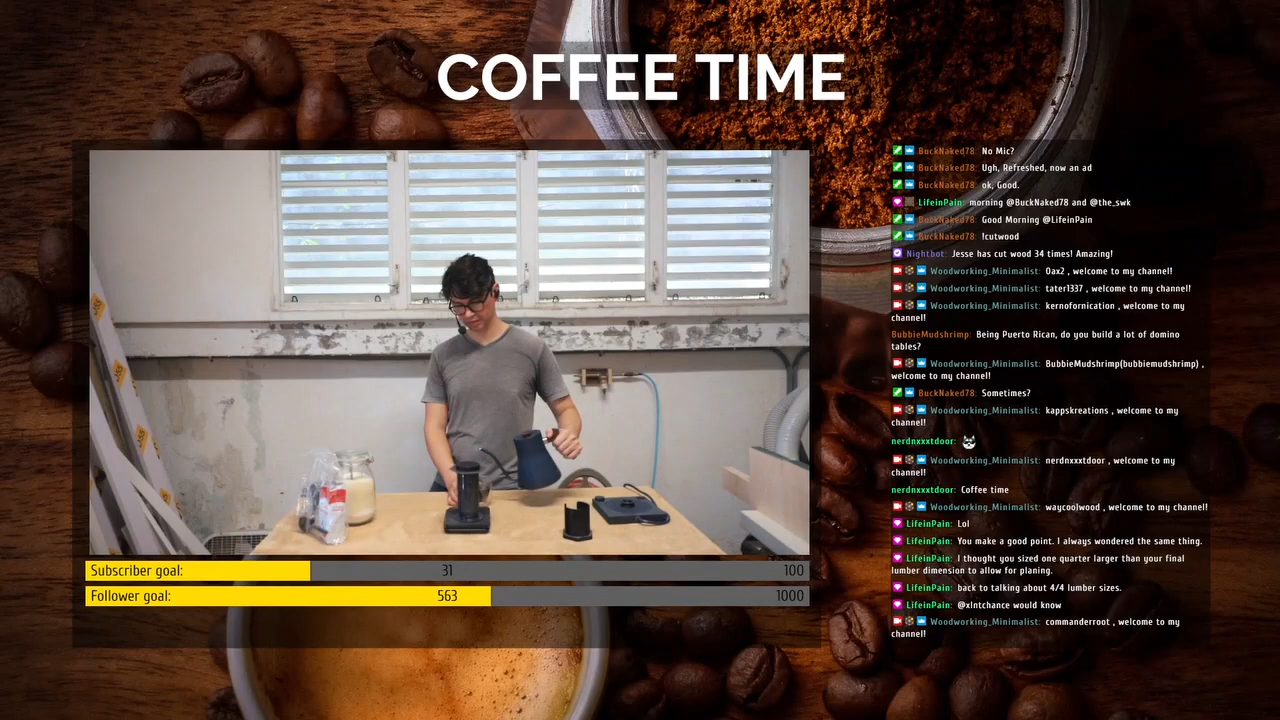 COFFEE TIME
BuckNaked78: No Mic?
BuckNaked78: Ugh, Refreshed, now an ad
BuckNaked78: ok, Good.
LifeinPain: morning @BuckNaked78 and @the_swk
BuckNaked78: Good Morning @LifeinPain
BuckNaked78: !cutwood
Nightbot: Jesse has cut wood 34 times! Amazing!
Woodworking_Minimalist: Oax2 , welcome to my channel!
Woodworking_Minimalist: tater1337 , welcome to my channel!
Woodworking_Minimalist: kernofornication , welcome to my
channel!
BubbieMudshrimp: Being Puerto Rican, do you build a lot of domino
tables?
Woodworking_Minimalist: BubbieMudshrimp(bubbiemudshrimp) ,
welcome to my channel!
BuckNaked78: Sometimes?
Woodworking_Minimalist: kappskreations , welcome to my
channel!
nerdnxxxtdoor:
Woodworking_Minimalist: nerdnxxxtdoor , welcome to my
channel!
nerdnxxxtdoor: Coffee time
Woodworking_Minimalist: waycoolwood , welcome to my channel!
LifeinPain: Lol
LifeinPain: You make a good point. I always wondered the same thing.
LifeinPain: I thought you sized one quarter larger than your final
lumber dimension to allow for planing.
LifeinPain: back to talking about 4/4 lumber sizes.
LifeinPain: @xlntchance would know
Woodworking_Minimalist: commanderroot , welcome to my
channel!
Subscriber goal: 31 100
Follower goal: 563 1000